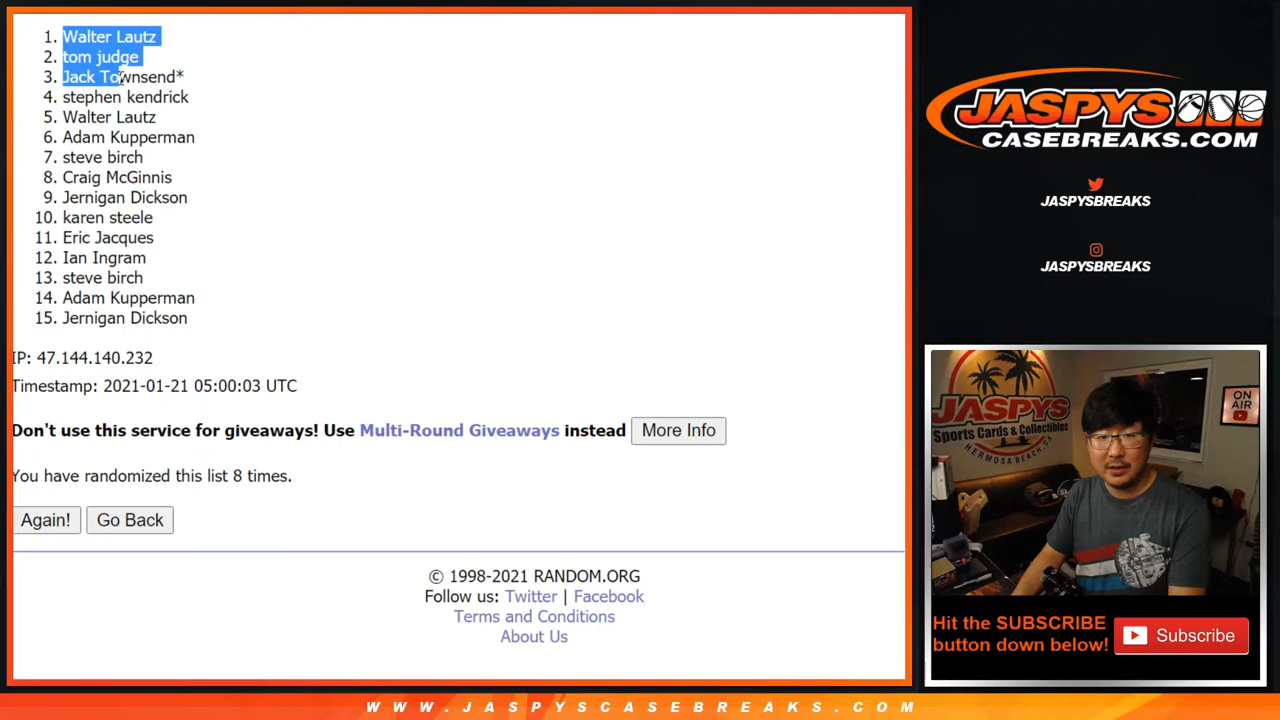 1. Walter Lautz
2. tom judge
3. Jack Townsend*
4. stephen kendrick
5. Walter Lautz
6. Adam Kupperman
7. steve birch
8. Craig McGinnis
9. Jernigan Dickson
10. karen steele
11. Eric Jacques
12. Ian Ingram
13. steve birch
14. Adam Kupperman
15. Jernigan Dickson
IP: 47.144.140.232
Timestamp: 2021-01-21 05:00:03 UTC
Don't use this service for giveaways! Use Multi-Round Giveaways instead More Info
You have randomized this list 8 times.
Again! Go Back
© 1998-2021 RANDOM.ORG
Follow us: Twitter | Facebook
Terms and Conditions
About Us
JASPYS
CASEBREAKS.COM
JASPYSBREAKS
JASPYSBREAKS
JASPYS
Sports Cards & Collectibles
HERMOSA BEACH, CA
ON
AIR
Hit the SUBSCRIBE
button down below!
Subscribe
WWW.JASPYSCASEBREAKS.COM